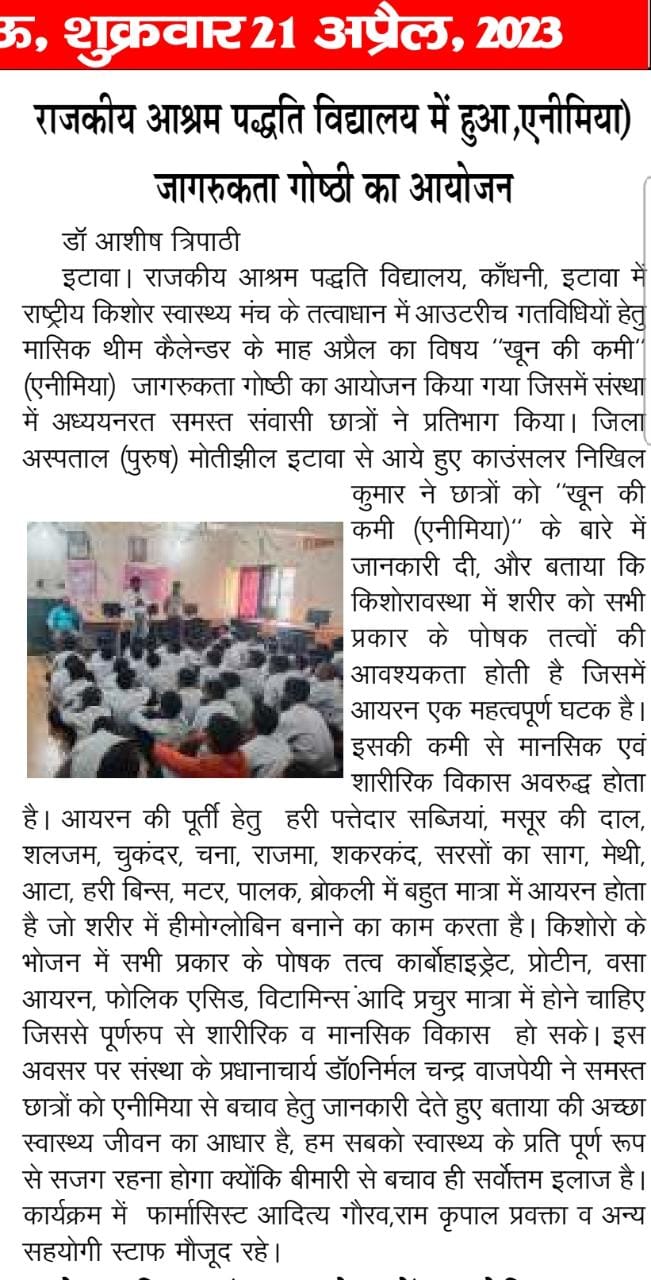 ऊ, शुक्रवार 21 अप्रैल, 2023
राजकीय आश्रम पद्धति विद्यालय में हुआ,एनीमिया)
जागरुकता गोष्ठी का आयोजन
डॉ आशीष त्रिपाठी
इटावा। राजकीय आश्रम पद्धति विद्यालय, काँधनी, इटावा में
राष्ट्रीय किशोर स्वास्थ्य मंच के तत्वाधान में आउटरीच गतविधियों हेतु
मासिक थीम कैलेन्डर के माह अप्रैल का विषय ''खून की कमी''
(एनीमिया) जागरुकता गोष्ठी का आयोजन किया गया जिसमें संस्था
में अध्ययनरत समस्त संवासी छात्रों ने प्रतिभाग किया। जिला
अस्पताल (पुरुष) मोतीझील इटावा से आये हुए काउंसलर निखिल
कुमार ने छात्रों को ''खून की
कमी (एनीमिया)'' के बारे में
जानकारी दी, और बताया कि
किशोरावस्था में शरीर को सभी
प्रकार के पोषक तत्वों की
आवश्यकता होती है जिसमें
आयरन एक महत्वपूर्ण घटक है।
इसकी कमी से मानसिक एवं
शारीरिक विकास अवरुद्ध होता
है। आयरन की पूर्ती हेतु हरी पत्तेदार सब्जियां, मसूर की दाल,
शलजम, चुकंदर, चना, राजमा, शकरकंद, सरसों का साग, मेथी,
आटा, हरी बिन्स, मटर, पालक, ब्रोकली में बहुत मात्रा में आयरन होता
है जो शरीर में हीमोग्लोबिन बनाने का काम करता है। किशोरो के
भोजन में सभी प्रकार के पोषक तत्व कार्बोहाइड्रेट, प्रोटीन, वसा
आयरन, फोलिक एसिड, विटामिन्स आदि प्रचुर मात्रा में होने चाहिए
जिससे पूर्णरुप से शारीरिक व मानसिक विकास हो सके। इस
अवसर पर संस्था के प्रधानाचार्य डॉ0निर्मल चन्द्र वाजपेयी ने समस्त
छात्रों को एनीमिया से बचाव हेतु जानकारी देते हुए बताया की अच्छा
स्वास्थ्य जीवन का आधार है, हम सबको स्वास्थ्य के प्रति पूर्ण रूप
से सजग रहना होगा क्योंकि बीमारी से बचाव ही सर्वोत्तम इलाज है।
कार्यक्रम में फार्मासिस्ट आदित्य गौरव,राम कृपाल प्रवक्ता व अन्य
सहयोगी स्टाफ मौजूद रहे।